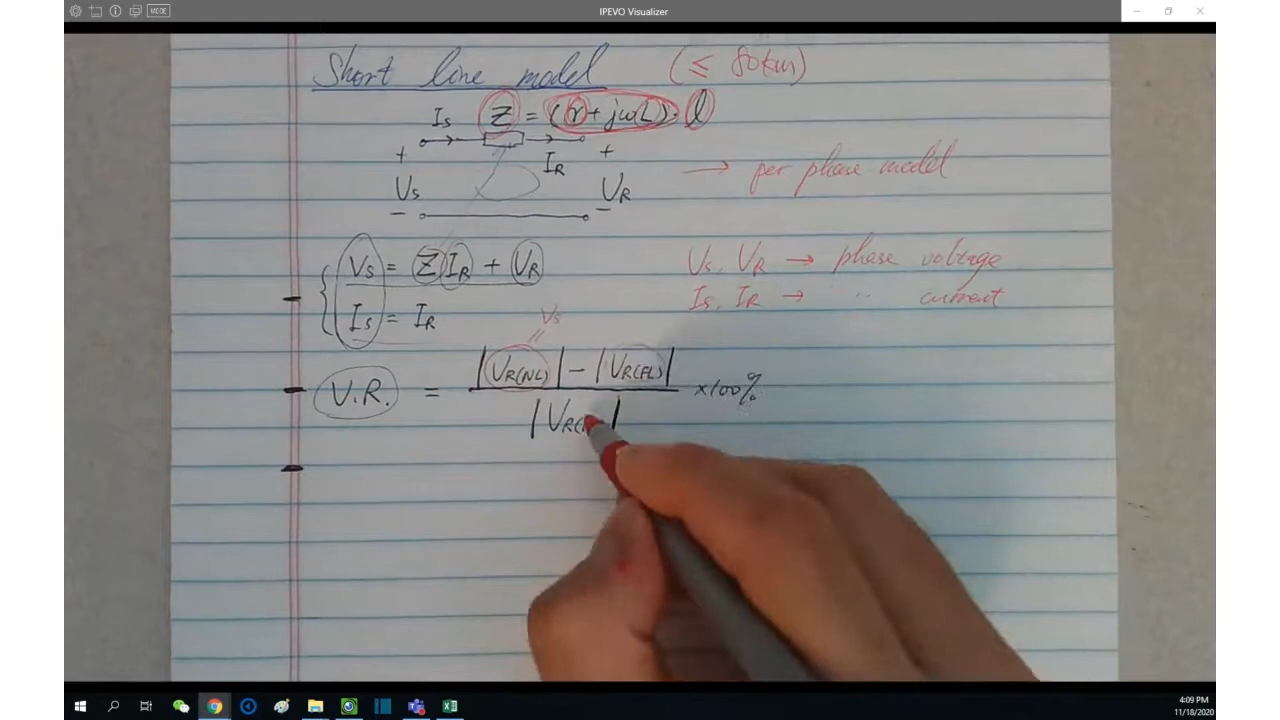 IPEVO Visualizer
MODE
Short line model (≤ 80km)
Is Z = (r + jωL) · l
+ IR +
Vs VR → per phase model
- -
Vs = Z IR + VR Vs, VR → phase voltage
Is = IR Is, IR → " current
Vs
V.R. = |VR(NL)| - |VR(FL)| ×100%
|VR( |
4:09 PM
11/18/2020